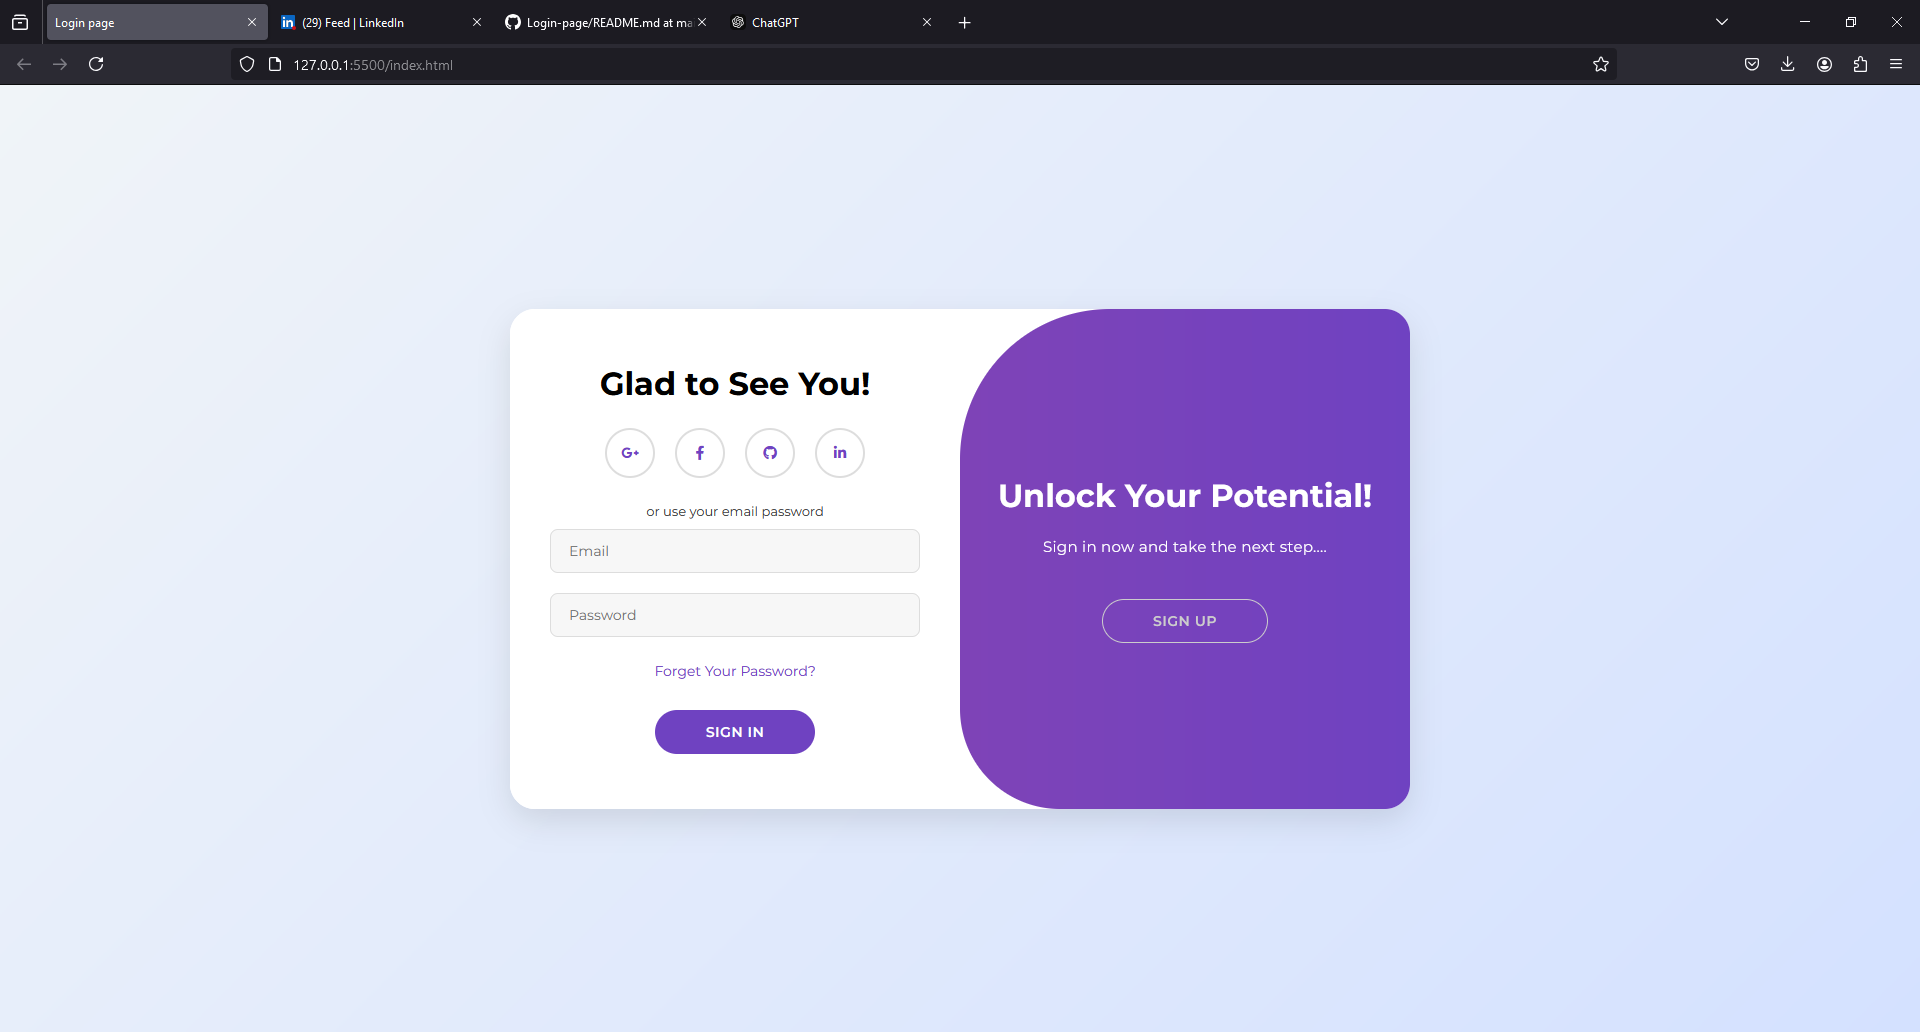 Login page
(29) Feed | LinkedIn
Login-page/README.md at ma
ChatGPT
127.0.0.1:5500/index.html
Glad to See You!
G+ f in
or use your email password
Email
Password
Forget Your Password?
SIGN IN
Unlock Your Potential!
Sign in now and take the next step....
SIGN UP